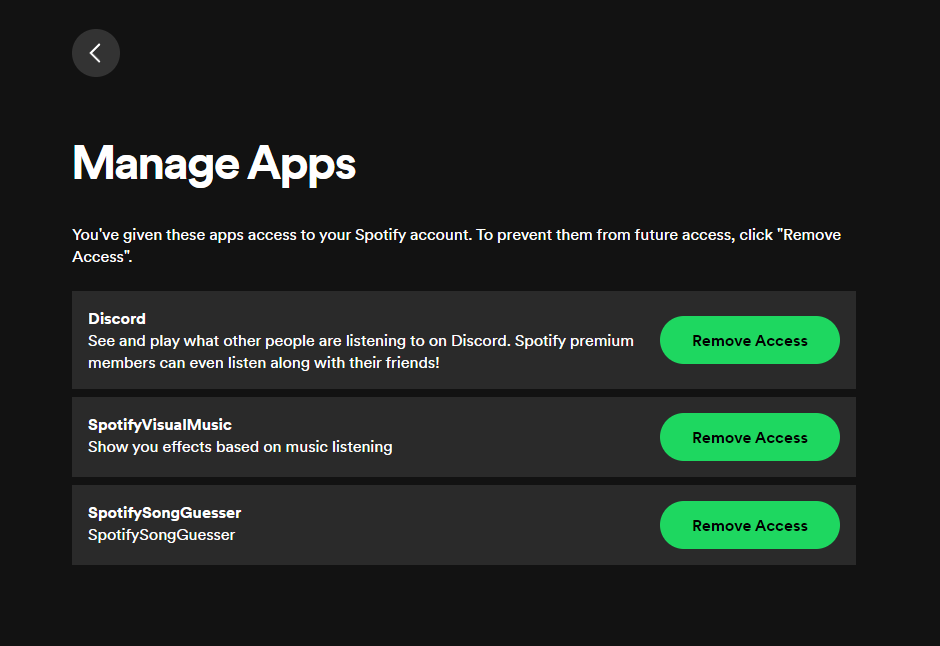 Manage Apps
You've given these apps access to your Spotify account. To prevent them from future access, click "Remove
Access".
Discord
See and play what other people are listening to on Discord. Spotify premium
members can even listen along with their friends!
Remove Access
SpotifyVisualMusic
Show you effects based on music listening
Remove Access
SpotifySongGuesser
SpotifySongGuesser
Remove Access